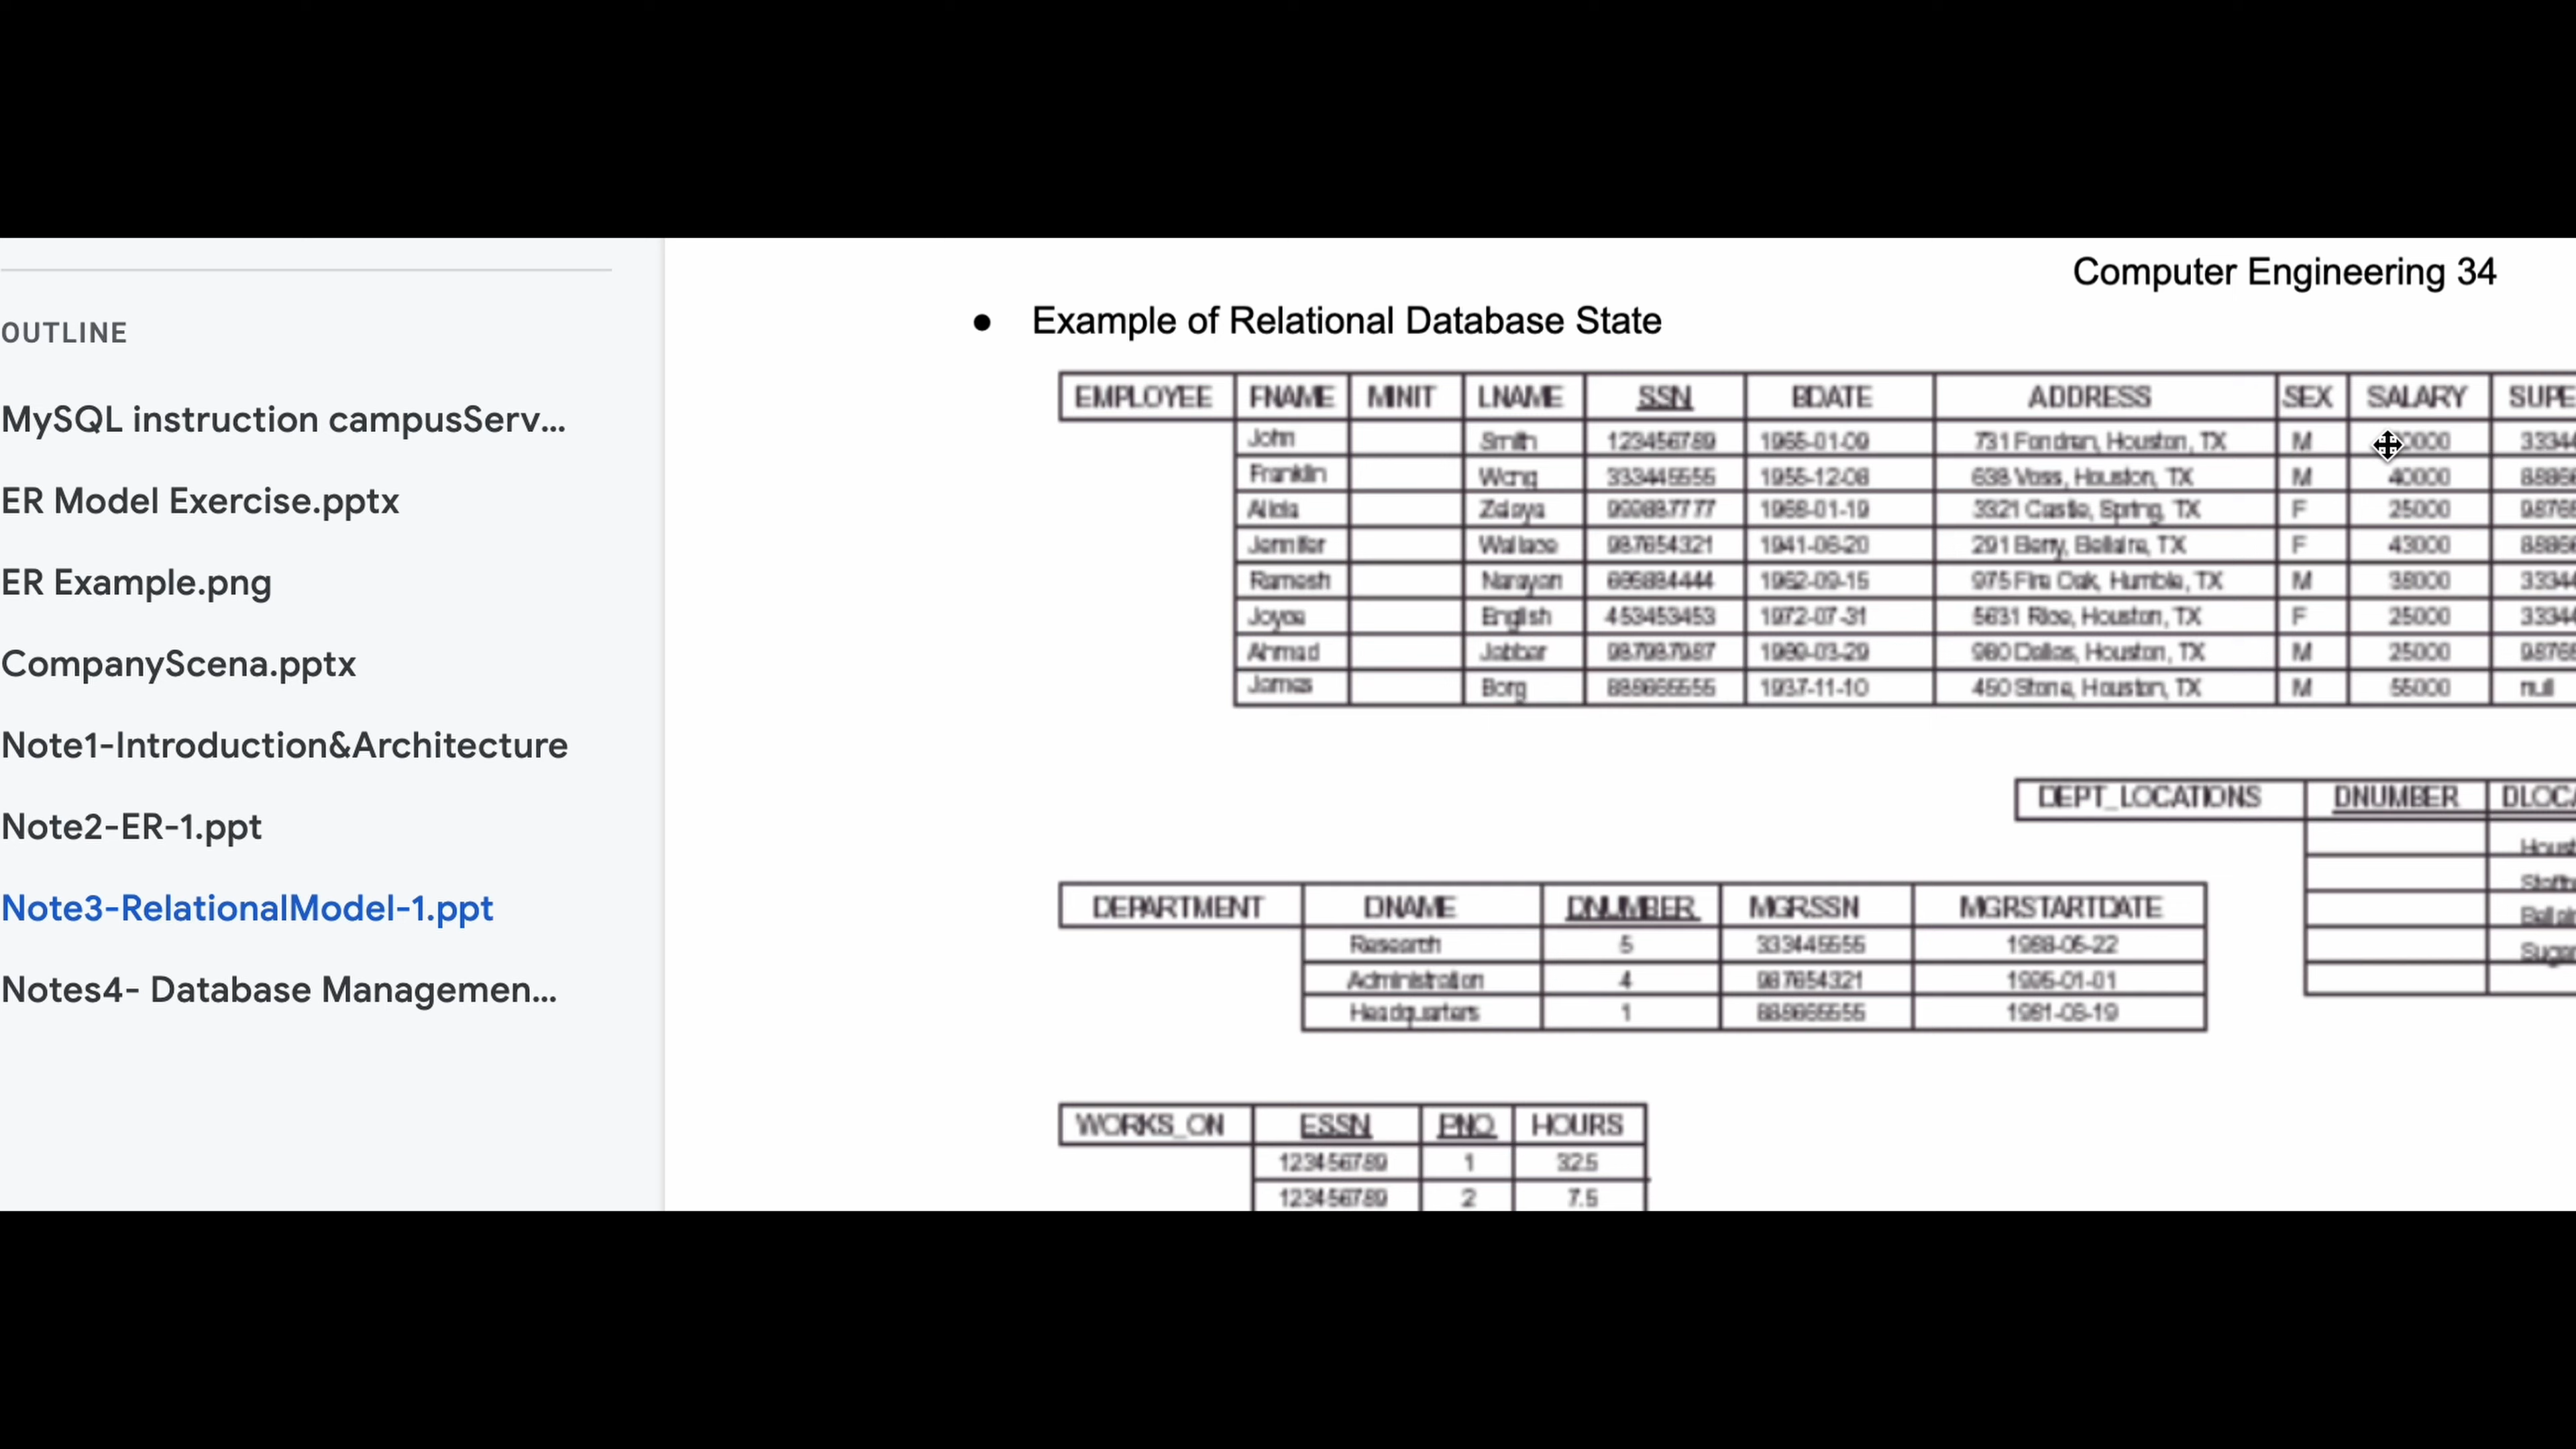 Computer Engineering 34
OUTLINE
MySQL instruction campusServ...
ER Model Exercise.pptx
ER Example.png
CompanyScena.pptx
Note1-Introduction&Architecture
Note2-ER-1.ppt
Note3-RelationalModel-1.ppt
Notes4- Database Managemen...
● Example of Relational Database State
EMPLOYEE FNAME MINIT LNAME SSN BDATE ADDRESS SEX SALARY SUPE
John Smith 123456789 1965-01-09 731 Fondren, Houston, TX M
Franklin Wong 333445555 1955-12-08 638 Voss, Houston, TX M 40000
Alicia Zelaya 999887777 1968-01-19 3321 Castle, Spring, TX F 25000
Jennifer Wallace 987654321 1941-06-20 291 Berry, Bellaire, TX F 43000
Ramesh Narayan 666884444 1962-09-15 975 Fire Oak, Humble, TX M 38000
Joyce English 453453453 1972-07-31 5631 Rice, Houston, TX F 25000
Ahmad Jabbar 987987987 1969-03-29 980 Dallas, Houston, TX M 25000
James Borg 888665555 1937-11-10 450 Stone, Houston, TX M 55000 null
DEPT_LOCATIONS DNUMBER DLOCA
Houst
DEPARTMENT DNAME DNUMBER MGRSSN MGRSTARTDATE
Research 5 333445555 1988-05-22
Administration 4 987654321 1995-01-01
Headquarters 1 888665555 1981-06-19
WORKS_ON ESSN PNO HOURS
123456789 1 32.5
123456789 2 7.5